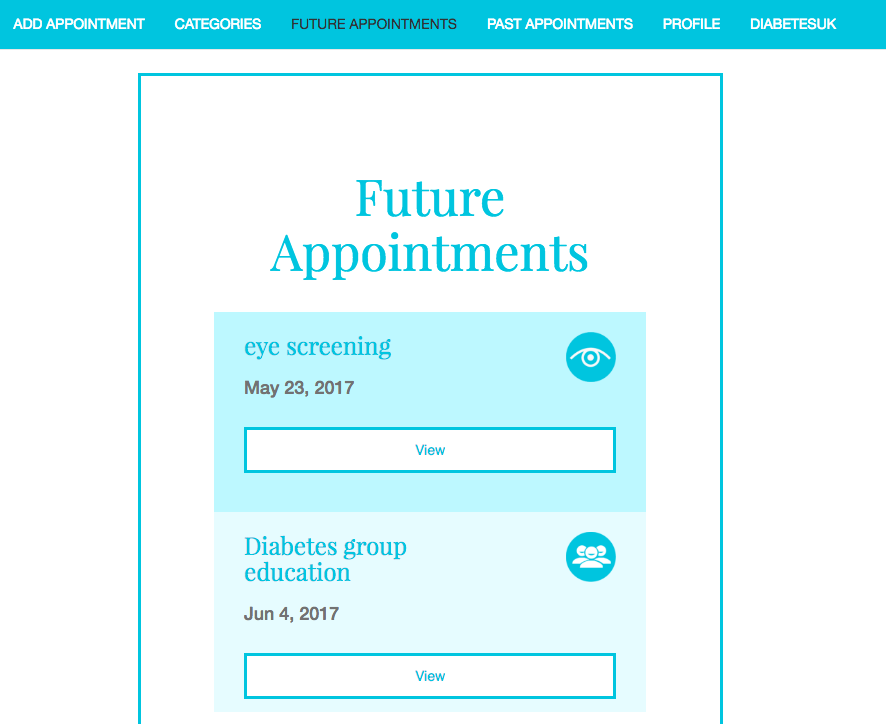 ADD APPOINTMENT CATEGORIES FUTURE APPOINTMENTS PAST APPOINTMENTS PROFILE DIABETESUK
Future
Appointments
eye screening
May 23, 2017
View
Diabetes group
education
Jun 4, 2017
View